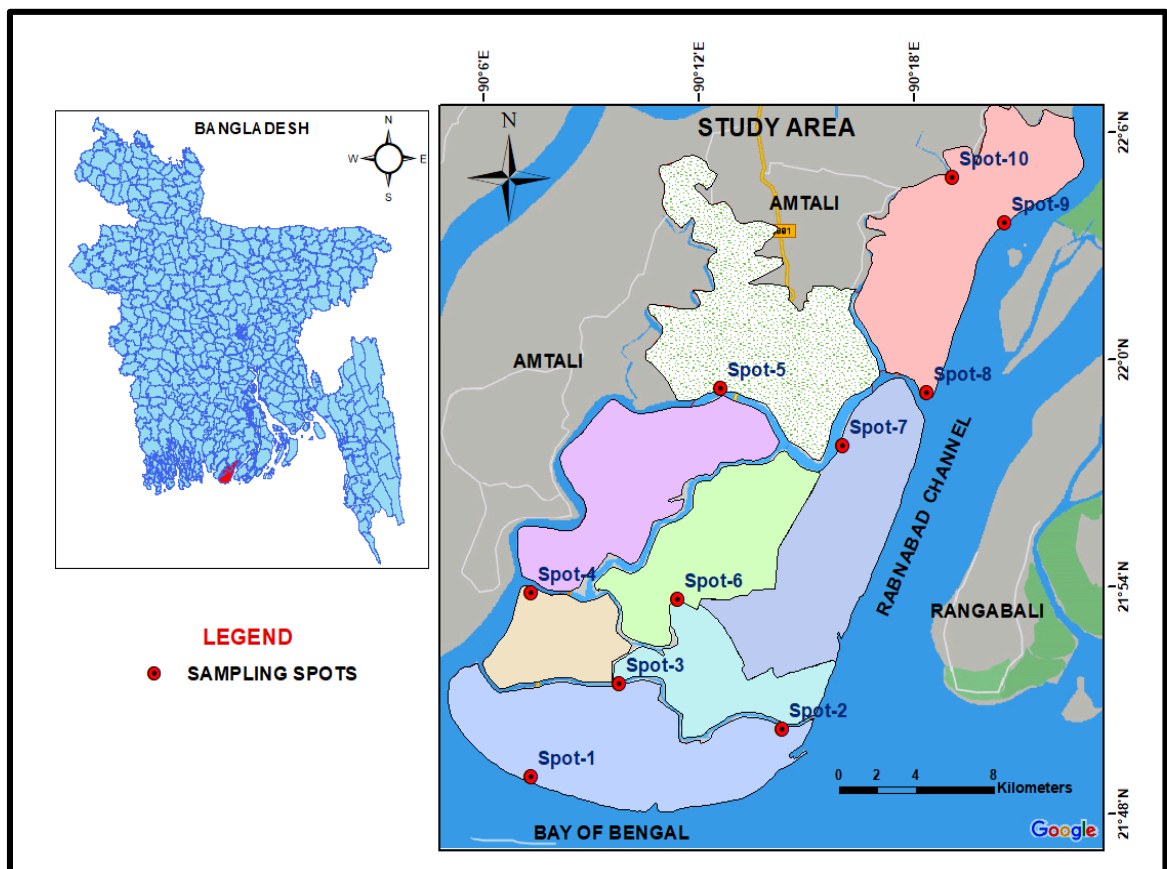 BANGLADESH
N
W
E
S
LEGEND
SAMPLING SPOTS
90°6'E
90°12'E
90°18'E
N
STUDY AREA
22°6'N
Spot-10
AMTALI
Spot-9
22°0'N
AMTALI
Spot-5
Spot-8
Spot-7
RABNABAD CHANNEL
21°54'N
Spot-4
Spot-6
RANGABALI
Spot-3
Spot-2
Spot-1
0 2 4 8
Kilometers
21°48'N
BAY OF BENGAL
Google